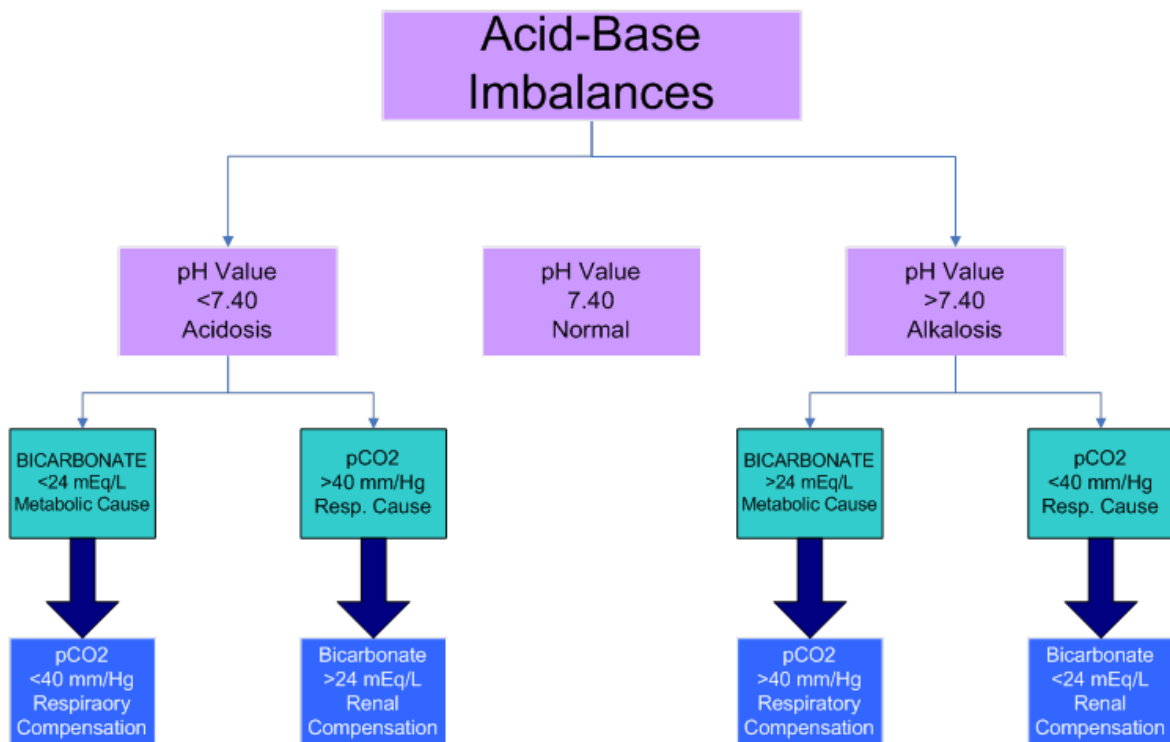 Acid-Base
Imbalances
pH Value
<7.40
Acidosis
pH Value
7.40
Normal
pH Value
>7.40
Alkalosis
BICARBONATE
<24 mEq/L
Metabolic Cause
pCO2
>40 mm/Hg
Resp. Cause
BICARBONATE
>24 mEq/L
Metabolic Cause
pCO2
<40 mm/Hg
Resp. Cause
pCO2
<40 mm/Hg
Respiraory
Compensation
Bicarbonate
>24 mEq/L
Renal
Compensation
pCO2
>40 mm/Hg
Respiratory
Compensation
Bicarbonate
<24 mEq/L
Renal
Compensation